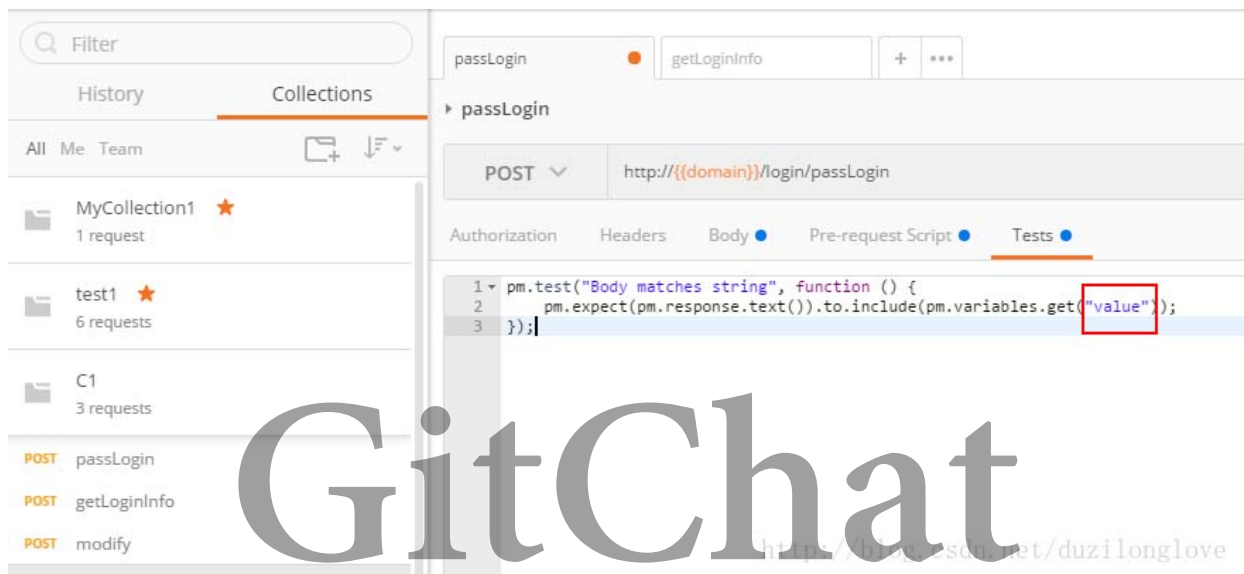 Filter
History Collections
All Me Team
MyCollection1
1 request
test1
6 requests
C1
3 requests
POST passLogin
POST getLoginInfo
POST modify
passLogin getLoginInfo + •••
passLogin
POST http://{{domain}}/login/passLogin
Authorization Headers Body Pre-request Script Tests
1 pm.test("Body matches string", function () {
2 pm.expect(pm.response.text()).to.include(pm.variables.get("value"));
3 });
GitChat
http://blog.csdn.net/duzilonglove